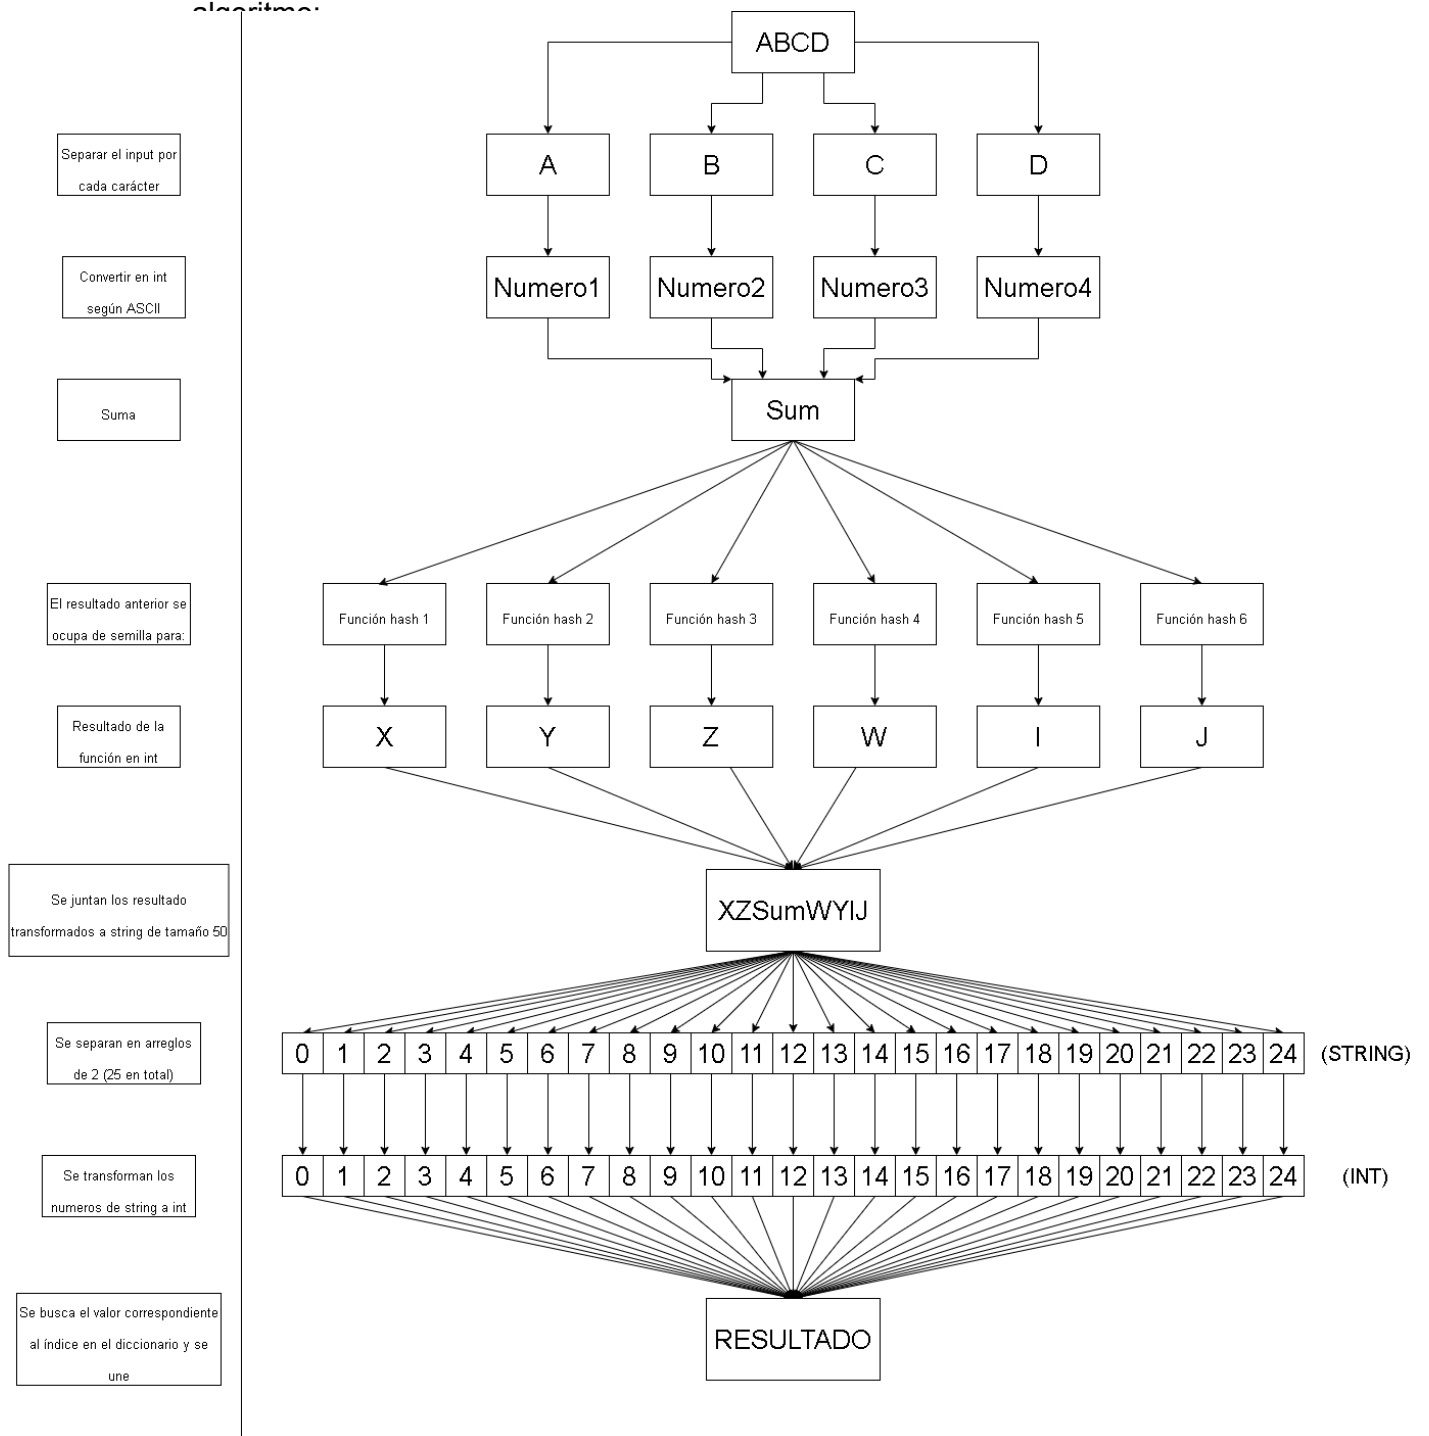 algoritmo:
ABCD
Separar el input por
cada carácter
A B C D
Convertir en int
según ASCII
Numero1 Numero2 Numero3 Numero4
Suma
Sum
El resultado anterior se
ocupa de semilla para:
Función hash 1 Función hash 2 Función hash 3 Función hash 4 Función hash 5 Función hash 6
Resultado de la
función en int
X Y Z W I J
Se juntan los resultado
transformados a string de tamaño 50
XZSumWYIJ
Se separan en arreglos
de 2 (25 en total)
0 1 2 3 4 5 6 7 8 9 10 11 12 13 14 15 16 17 18 19 20 21 22 23 24 (STRING)
Se transforman los
numeros de string a int
0 1 2 3 4 5 6 7 8 9 10 11 12 13 14 15 16 17 18 19 20 21 22 23 24 (INT)
Se busca el valor correspondiente
al índice en el diccionario y se
une
RESULTADO